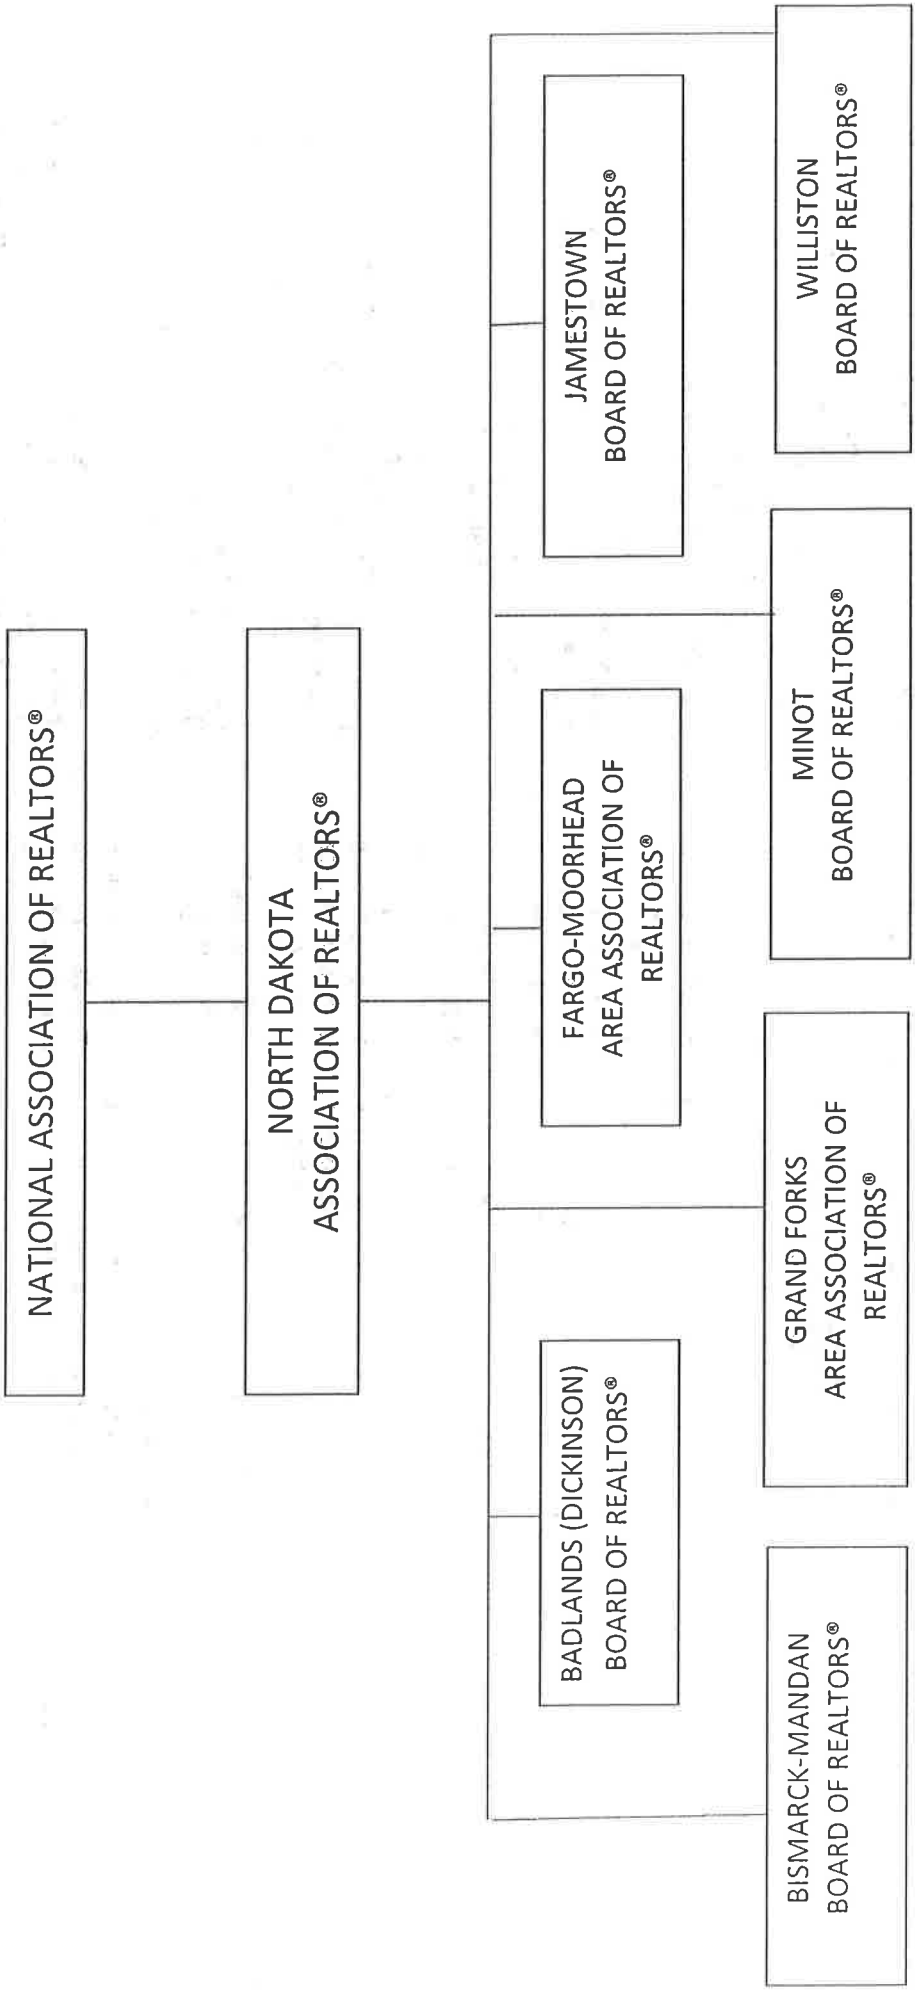 NATIONAL ASSOCIATION OF REALTORS®
NORTH DAKOTA
ASSOCIATION OF REALTORS®
BADLANDS (DICKINSON)
BOARD OF REALTORS®
FARGO-MOORHEAD
AREA ASSOCIATION OF
REALTORS®
JAMESTOWN
BOARD OF REALTORS®
BISMARCK-MANDAN
BOARD OF REALTORS®
GRAND FORKS
AREA ASSOCIATION OF
REALTORS®
MINOT
BOARD OF REALTORS®
WILLISTON
BOARD OF REALTORS®